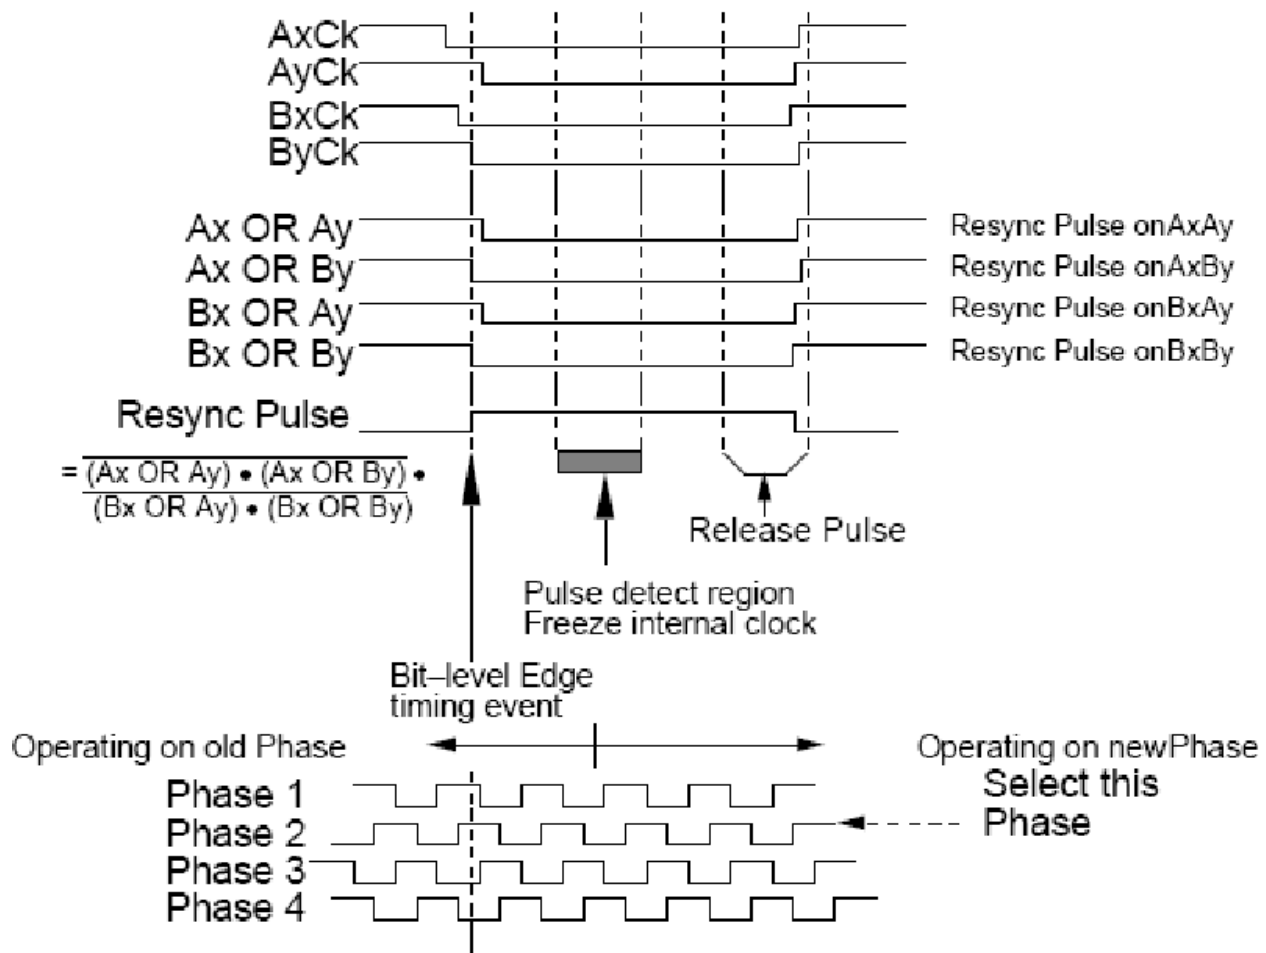 AxCk
AyCk
BxCk
ByCk
Ax OR Ay
Resync Pulse onAxAy
Ax OR By
Resync Pulse onAxBy
Bx OR Ay
Resync Pulse onBxAy
Bx OR By
Resync Pulse onBxBy
Resync Pulse
= (Ax OR Ay) • (Ax OR By) •
(Bx OR Ay) • (Bx OR By)
Release Pulse
Pulse detect region
Freeze internal clock
Bit–level Edge
timing event
Operating on old Phase
Operating on newPhase
Select this
Phase
Phase 1
Phase 2
Phase 3
Phase 4